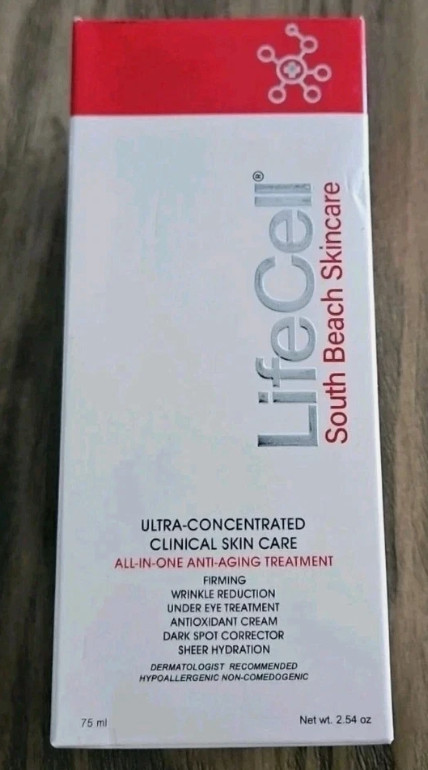 LifeCell®
South Beach Skincare
ULTRA-CONCENTRATED
CLINICAL SKIN CARE
ALL-IN-ONE ANTI-AGING TREATMENT
FIRMING
WRINKLE REDUCTION
UNDER EYE TREATMENT
ANTIOXIDANT CREAM
DARK SPOT CORRECTOR
SHEER HYDRATION
DERMATOLOGIST RECOMMENDED
HYPOALLERGENIC NON-COMEDOGENIC
75 ml
Net wt. 2.54 oz